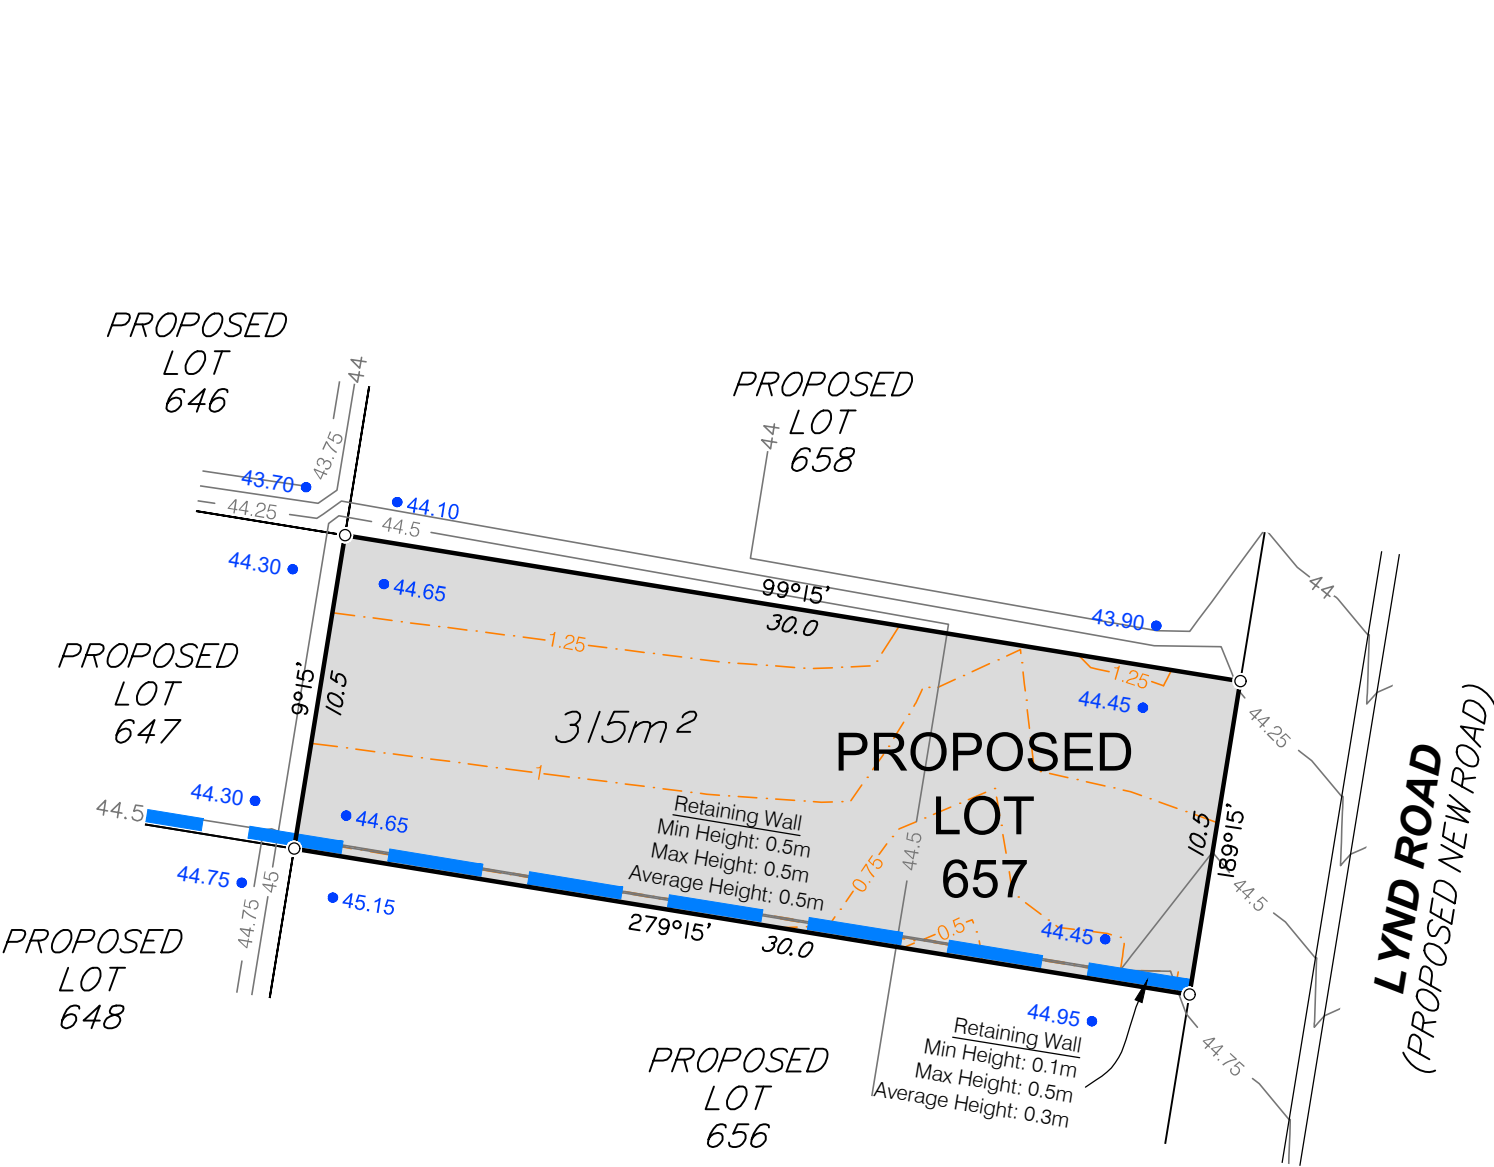 PROPOSED
LOT
646
44
43.75
43.70
44.25
44.10
44.5
PROPOSED
LOT
658
44
44.30
44.65
99°15'
30.0
43.90
44
1.25
1.25
44.45
44.25
PROPOSED
LOT
647
9°15'
10.5
315m²
PROPOSED
LOT
657
1
44.30
44.5
44.65
Retaining Wall
Min Height: 0.5m
Max Height: 0.5m
Average Height: 0.5m
0.75
44.5
0.5
10.5
189°15'
44.5
LYND ROAD
(PROPOSED NEW ROAD)
44.75
45
44.75
45.15
279°15'
30.0
44.45
PROPOSED
LOT
648
44.95
Retaining Wall
Min Height: 0.1m
Max Height: 0.5m
Average Height: 0.3m
44.75
PROPOSED
LOT
656